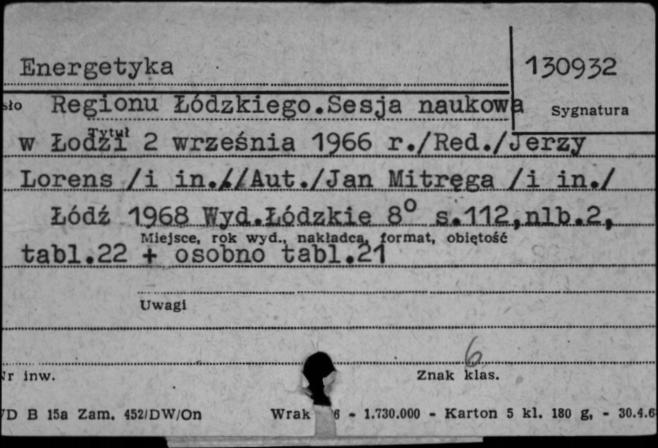 Energetyka
130932
sło Regionu Łódzkiego.Sesja naukowa
Sygnatura
Tytuł
w Łodzi 2 września 1966 r./Red./Jerzy
Lorens /i in.//Aut./Jan Mitręga /i in./
Łódź 1968 Wyd.Łódzkie 8° s.112,nlb.2,
Miejsce, rok wyd., nakładca, format, objętość
tabl.22 + osobno tabl.21
Uwagi
6
Nr inw.
Znak klas.
D B 15a Zam. 452/DW/On Wrak 6 - 1.730.000 - Karton 5 kl. 180 g, - 30.4.6